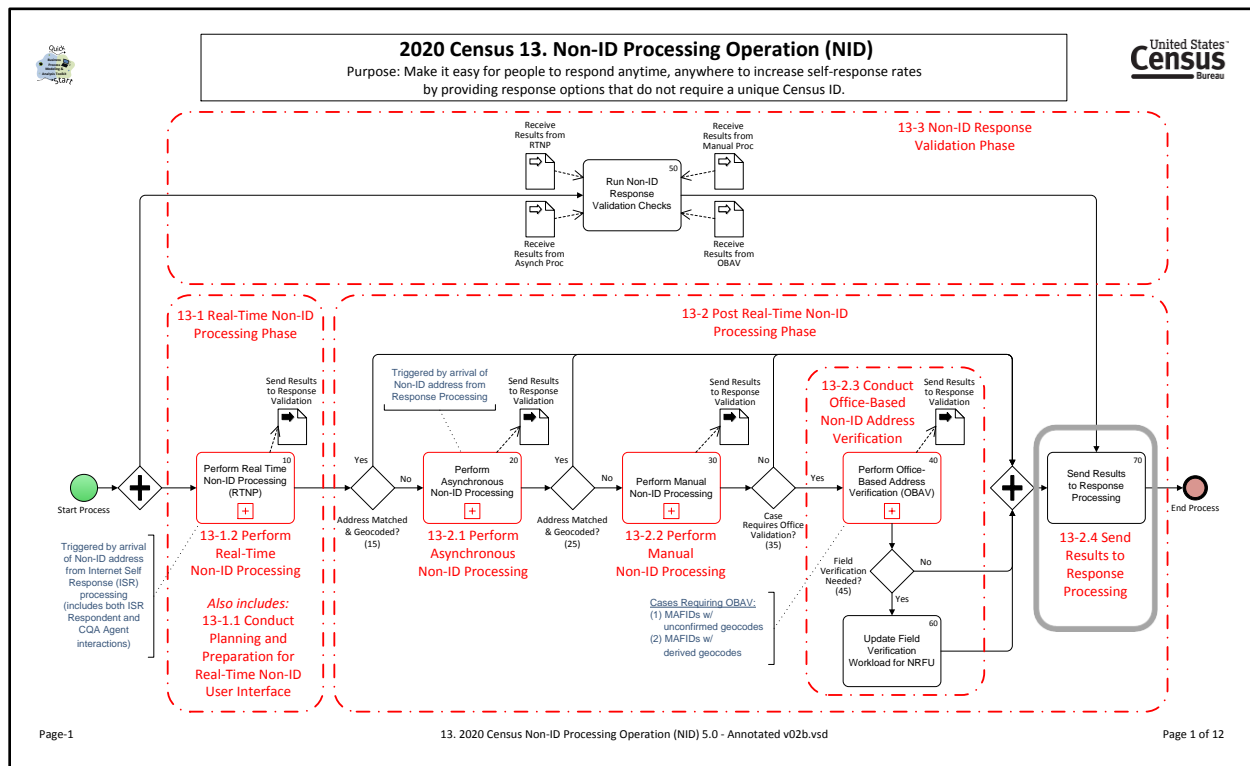 Quick
Business
Process
Modeling &
Analysis Toolkit
Start
2020 Census 13. Non-ID Processing Operation (NID)
Purpose: Make it easy for people to respond anytime, anywhere to increase self-response rates
by providing response options that do not require a unique Census ID.
United States™
Census
Bureau
13-3 Non-ID Response
Validation Phase
Receive
Results from
RTNP
Receive
Results from
Manual Proc
50
Run Non-ID
Response
Validation Checks
Receive
Results from
Asynch Proc
Receive
Results from
OBAV
13-1 Real-Time Non-ID
Processing Phase
13-2 Post Real-Time Non-ID
Processing Phase
Send Results
to Response
Validation
Triggered by arrival
of Non-ID address from
Response Processing
Send Results
to Response
Validation
Send Results
to Response
Validation
13-2.3 Conduct
Office-Based
Non-ID Address
Verification
Send Results
to Response
Validation
Start Process
10
Perform Real Time
Non-ID Processing
(RTNP)
Yes
No
Address Matched
& Geocoded?
(15)
20
Perform
Asynchronous
Non-ID Processing
Yes
No
Address Matched
& Geocoded?
(25)
30
Perform Manual
Non-ID Processing
No
Yes
Case
Requires Office
Validation?
(35)
40
Perform Office-
Based Address
Verification (OBAV)
70
Send Results
to Response
Processing
End Process
13-1.2 Perform
Real-Time
Non-ID Processing
13-2.1 Perform
Asynchronous
Non-ID Processing
13-2.2 Perform
Manual
Non-ID Processing
13-2.4 Send
Results to
Response
Processing
Triggered by arrival
of Non-ID address
from Internet Self
Response (ISR)
processing
(includes both ISR
Respondent and
CQA Agent
interactions)
Also includes:
13-1.1 Conduct
Planning and
Preparation for
Real-Time Non-ID
User Interface
Field
Verification
Needed?
(45)
No
Yes
Cases Requiring OBAV:
(1) MAFIDs w/
unconfirmed geocodes
(2) MAFIDs w/
derived geocodes
60
Update Field
Verification
Workload for NRFU
Page-1
13. 2020 Census Non-ID Processing Operation (NID) 5.0 - Annotated v02b.vsd
Page 1 of 12